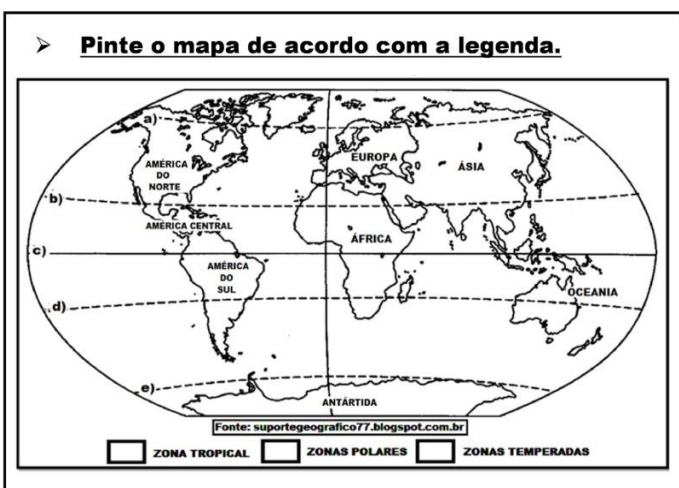 ➢ Pinte o mapa de acordo com a legenda.
a)
AMÉRICA
DO
NORTE
EUROPA
ÁSIA
b)
AMÉRICA CENTRAL
ÁFRICA
c)
AMÉRICA
DO
SUL
OCEANIA
d)
e)
ANTÁRTIDA
Fonte: suportegeografico77.blogspot.com.br
ZONA TROPICAL ZONAS POLARES ZONAS TEMPERADAS